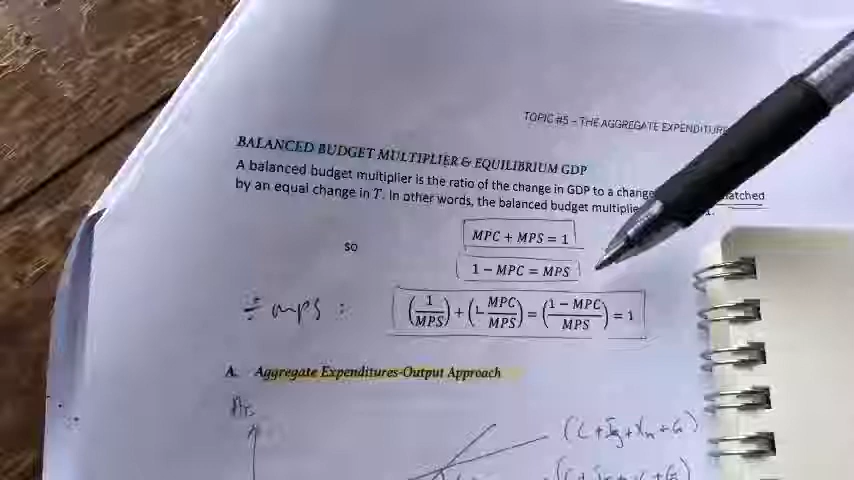 TOPIC #5 – THE AGGREGATE EXPENDITURE
BALANCED BUDGET MULTIPLIER & EQUILIBRIUM GDP
A balanced budget multiplier is the ratio of the change in GDP to a change atched
by an equal change in T. In other words, the balanced budget multiplie 1.
so
MPC + MPS = 1
1 − MPC = MPS
÷ mps : (1/MPS) + (−MPC/MPS) = (1 − MPC/MPS) = 1
A. Aggregate Expenditures-Output Approach
(C+Ig+Xn+G)